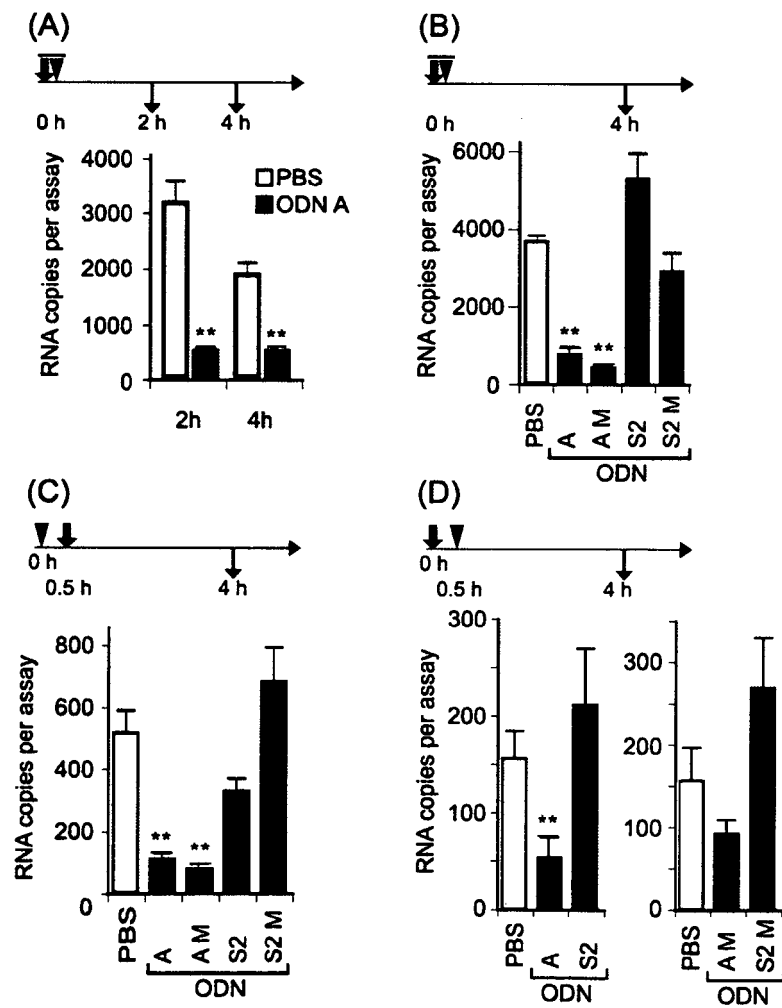 (A)
0 h 2 h 4 h
RNA copies per assay
4000
3000
2000
1000
0
PBS
ODN A
** **
2h 4h
(B)
0 h 4 h
RNA copies per assay
6000
4000
2000
0
** **
PBS A A M S2 S2 M
ODN
(C)
0 h
0.5 h 4 h
RNA copies per assay
800
600
400
200
0
** **
PBS A A M S2 S2 M
ODN
(D)
0 h
0.5 h 4 h
RNA copies per assay
300
200
100
0
**
PBS A S2
ODN
300
200
100
0
PBS A M S2 M
ODN